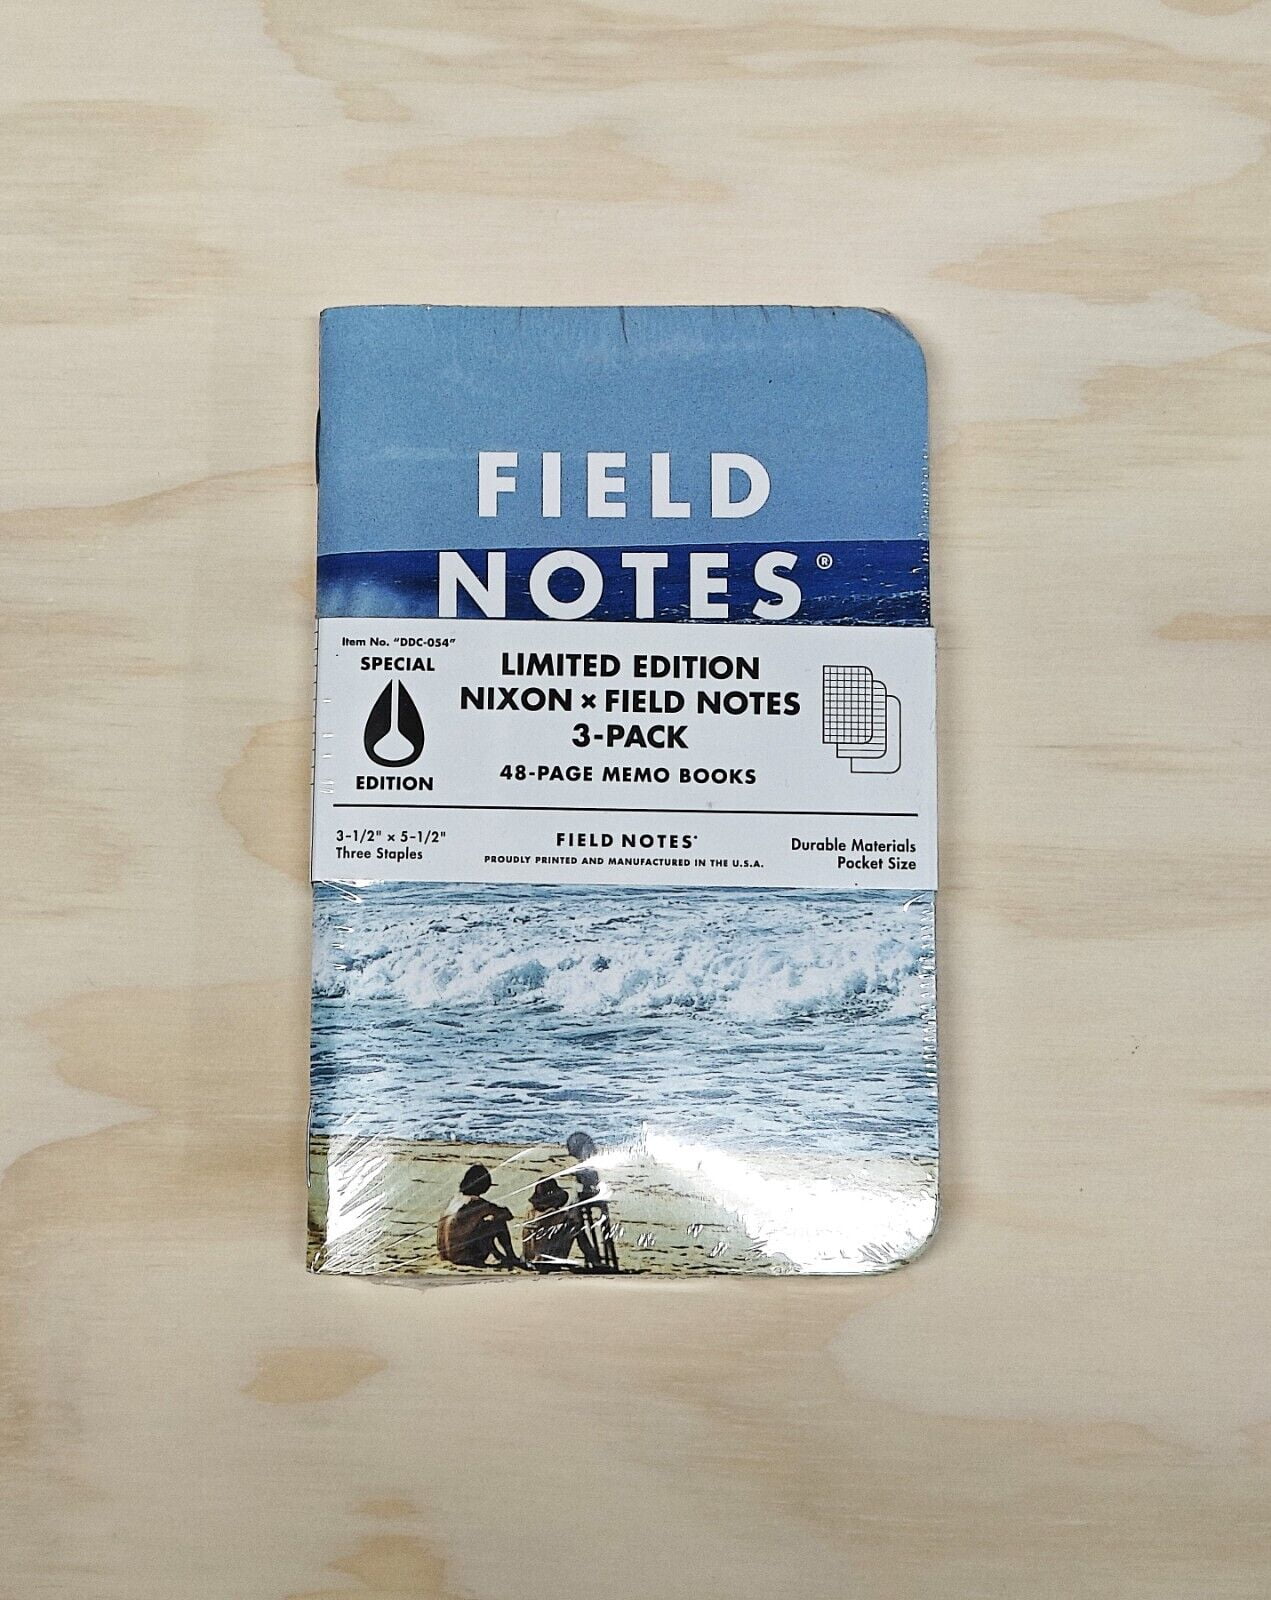 FIELD
NOTES®
Item No. "DDC-054"
SPECIAL
EDITION
LIMITED EDITION
NIXON × FIELD NOTES
3-PACK
48-PAGE MEMO BOOKS
3-1/2" × 5-1/2"
Three Staples
FIELD NOTES®
PROUDLY PRINTED AND MANUFACTURED IN THE U.S.A.
Durable Materials
Pocket Size